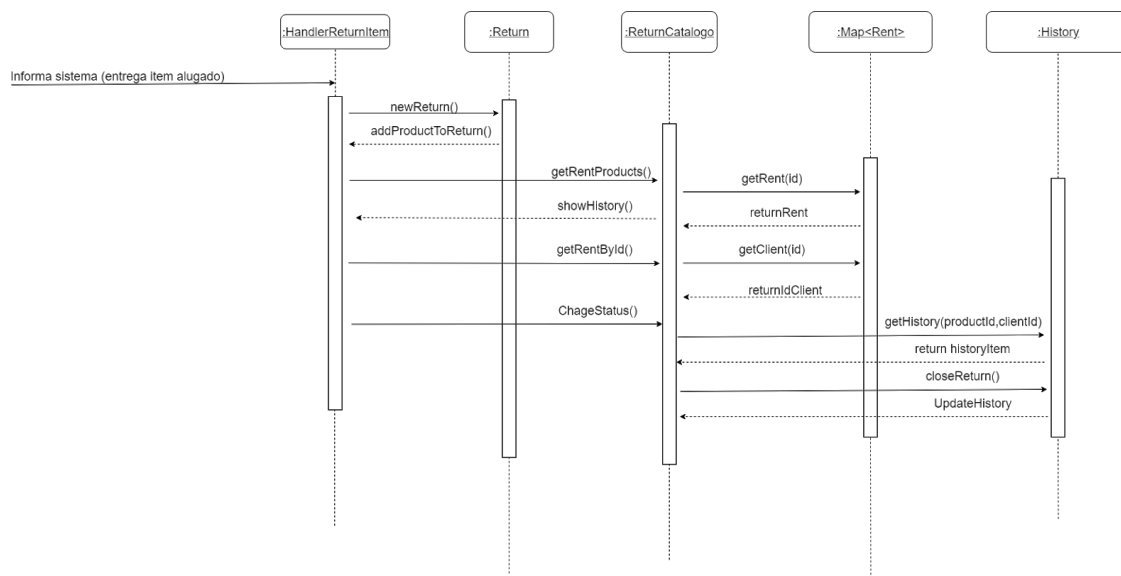 :HandlerReturnItem
:Return
:ReturnCatalogo
:Map<Rent>
:History
Informa sistema (entrega item alugado)
newReturn()
addProductToReturn()
getRentProducts()
getRent(id)
showHistory()
returnRent
getRentById()
getClient(id)
returnIdClient
ChageStatus()
getHistory(productId,clientId)
return historyItem
closeReturn()
UpdateHistory